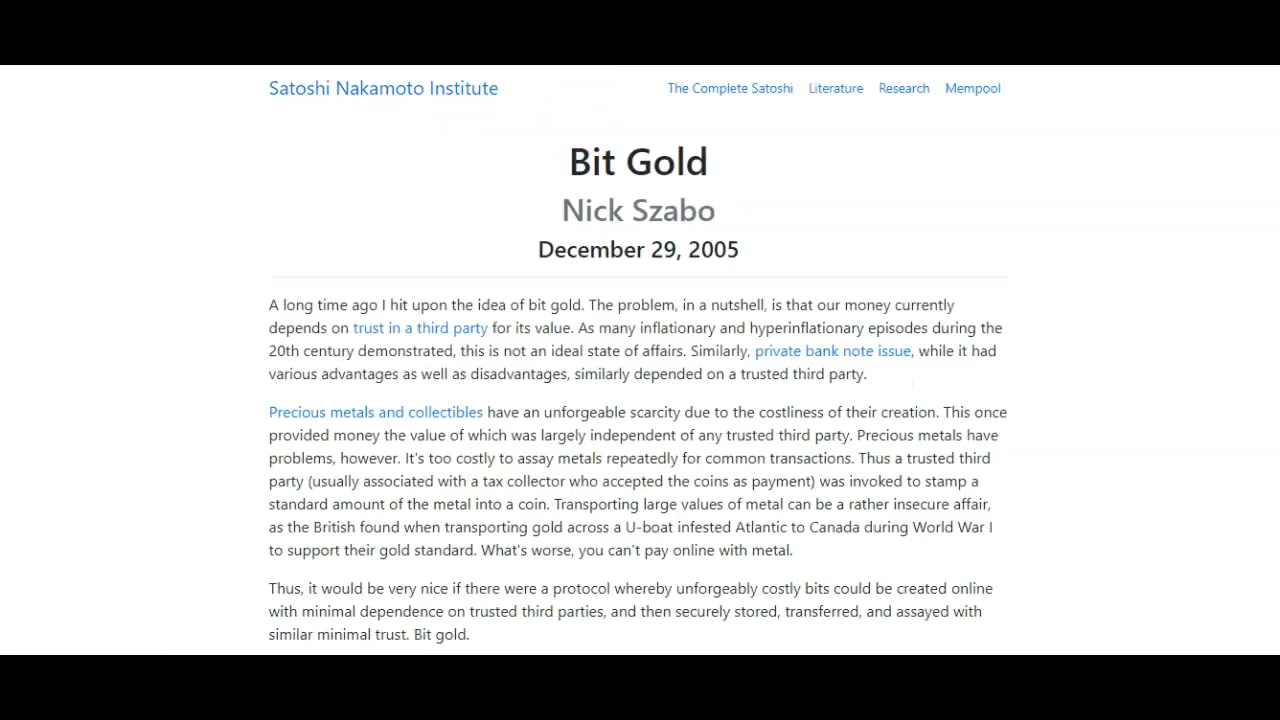 Satoshi Nakamoto Institute
The Complete Satoshi Literature Research Mempool
Bit Gold
Nick Szabo
December 29, 2005
A long time ago I hit upon the idea of bit gold. The problem, in a nutshell, is that our money currently
depends on trust in a third party for its value. As many inflationary and hyperinflationary episodes during the
20th century demonstrated, this is not an ideal state of affairs. Similarly, private bank note issue, while it had
various advantages as well as disadvantages, similarly depended on a trusted third party.
Precious metals and collectibles have an unforgeable scarcity due to the costliness of their creation. This once
provided money the value of which was largely independent of any trusted third party. Precious metals have
problems, however. It's too costly to assay metals repeatedly for common transactions. Thus a trusted third
party (usually associated with a tax collector who accepted the coins as payment) was invoked to stamp a
standard amount of the metal into a coin. Transporting large values of metal can be a rather insecure affair,
as the British found when transporting gold across a U-boat infested Atlantic to Canada during World War I
to support their gold standard. What's worse, you can't pay online with metal.
Thus, it would be very nice if there were a protocol whereby unforgeably costly bits could be created online
with minimal dependence on trusted third parties, and then securely stored, transferred, and assayed with
similar minimal trust. Bit gold.